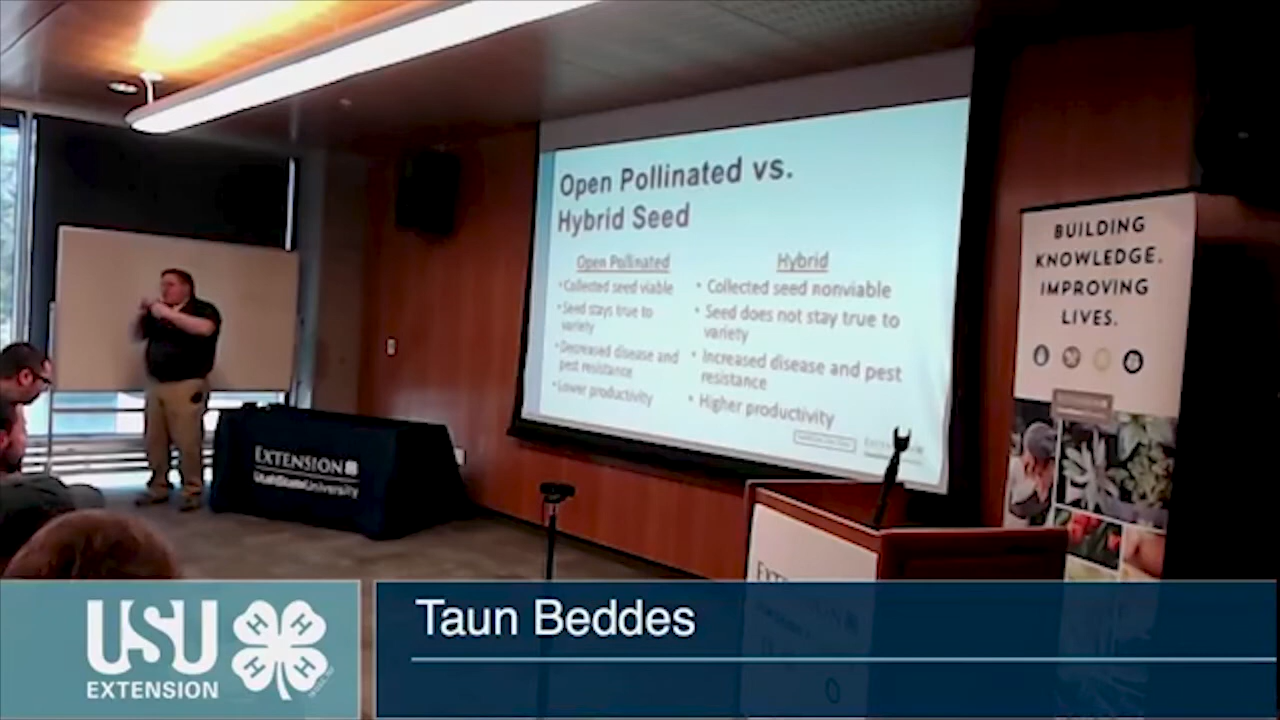 Open Pollinated vs.
Hybrid Seed
Open Pollinated
• Collected seed viable
• Seed stays true to
variety
• Decreased disease and
pest resistance
• Lower productivity
Hybrid
• Collected seed nonviable
• Seed does not stay true to
variety
• Increased disease and pest
resistance
• Higher productivity
BUILDING
KNOWLEDGE.
IMPROVING
LIVES.
EXTENSION
UtahStateUniversity
USU
EXTENSION
H H
H H
Taun Beddes